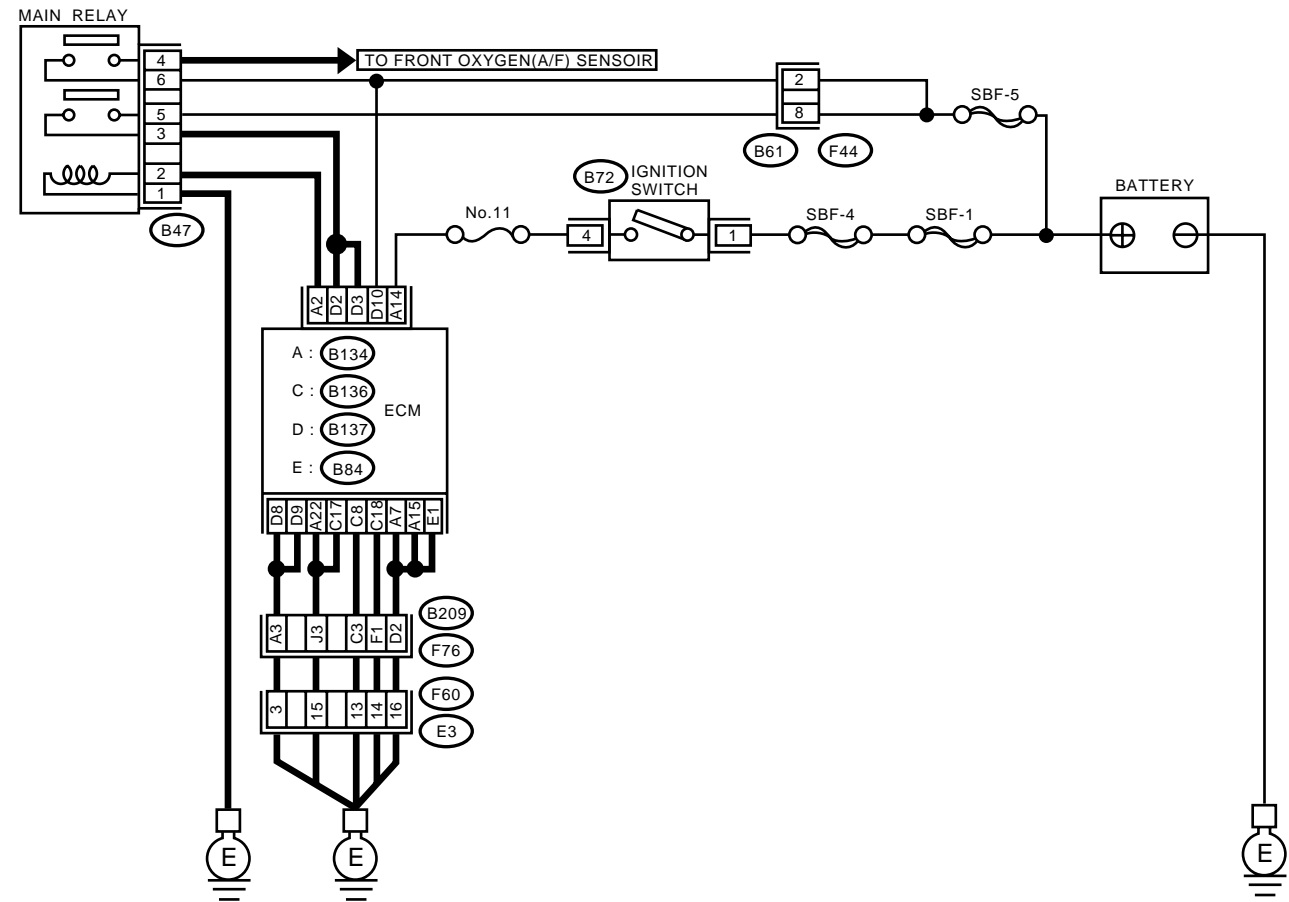 MAIN RELAY
4
TO FRONT OXYGEN(A/F) SENSOIR
6
5
3
2
1
B47
2
8
B61
F44
SBF-5
B72
IGNITION
SWITCH
No.11
4
1
SBF-4
SBF-1
BATTERY
A2
D2
D3
D10
A14
A : B134
C : B136
ECM
D : B137
E : B84
D8
D9
A22
C17
C8
C18
A7
A15
E1
B209
A3
J3
C3
F1
D2
F76
F60
3
15
13
14
16
E3
E
E
E